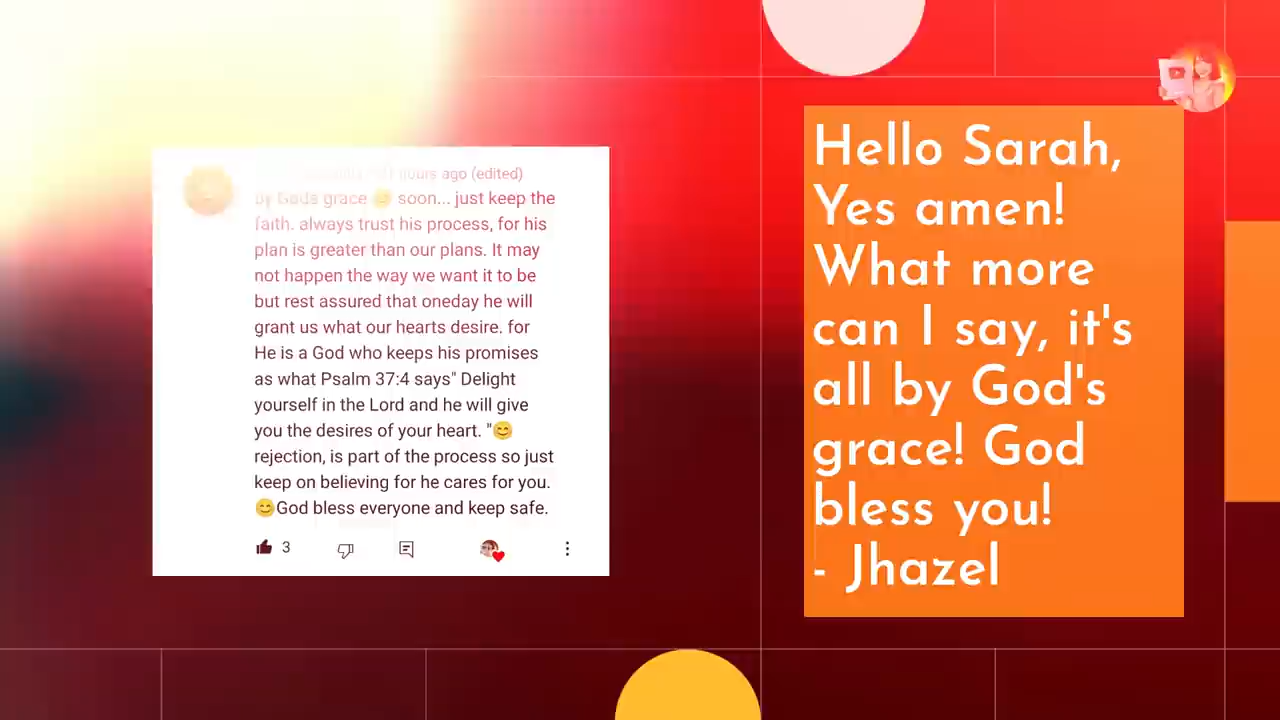 hours ago (edited)
by Gods grace 😊 soon... just keep the
faith. always trust his process, for his
plan is greater than our plans. It may
not happen the way we want it to be
but rest assured that oneday he will
grant us what our hearts desire. for
He is a God who keeps his promises
as what Psalm 37:4 says" Delight
yourself in the Lord and he will give
you the desires of your heart. "😊
rejection, is part of the process so just
keep on believing for he cares for you.
😊God bless everyone and keep safe.
3
Hello Sarah,
Yes amen!
What more
can I say, it's
all by God's
grace! God
bless you!
- Jhazel